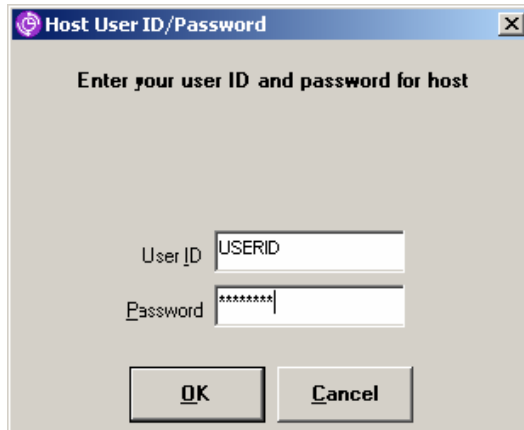 Host User ID/Password
Enter your user ID and password for host
User ID USERID
Password ********
OK Cancel